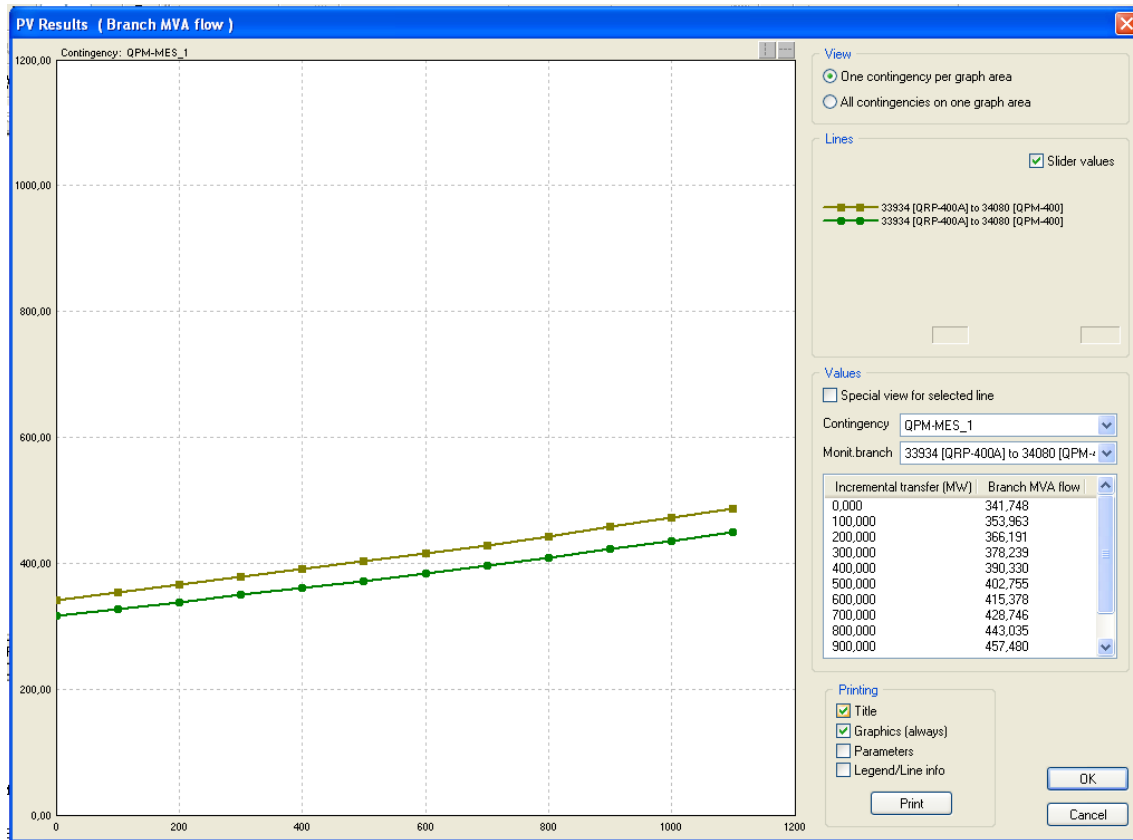 PV Results ( Branch MVA flow )
Contingency: QPM-MES_1
1200,00
1000,00
800,00
600,00
400,00
200,00
0,00
0 200 400 600 800 1000 1200
View
One contingency per graph area
All contingencies on one graph area
Lines
Slider values
33934 [QRP-400A] to 34080 [QPM-400]
33934 [QRP-400A] to 34080 [QPM-400]
Values
Special view for selected line
Contingency QPM-MES_1
Monit.branch 33934 [QRP-400A] to 34080 [QPM-4
Incremental transfer (MW) Branch MVA flow
0,000 341,748
100,000 353,963
200,000 366,191
300,000 378,239
400,000 390,330
500,000 402,755
600,000 415,378
700,000 428,746
800,000 443,035
900,000 457,480
Printing
Title
Graphics (always)
Parameters
Legend/Line info
Print
OK
Cancel